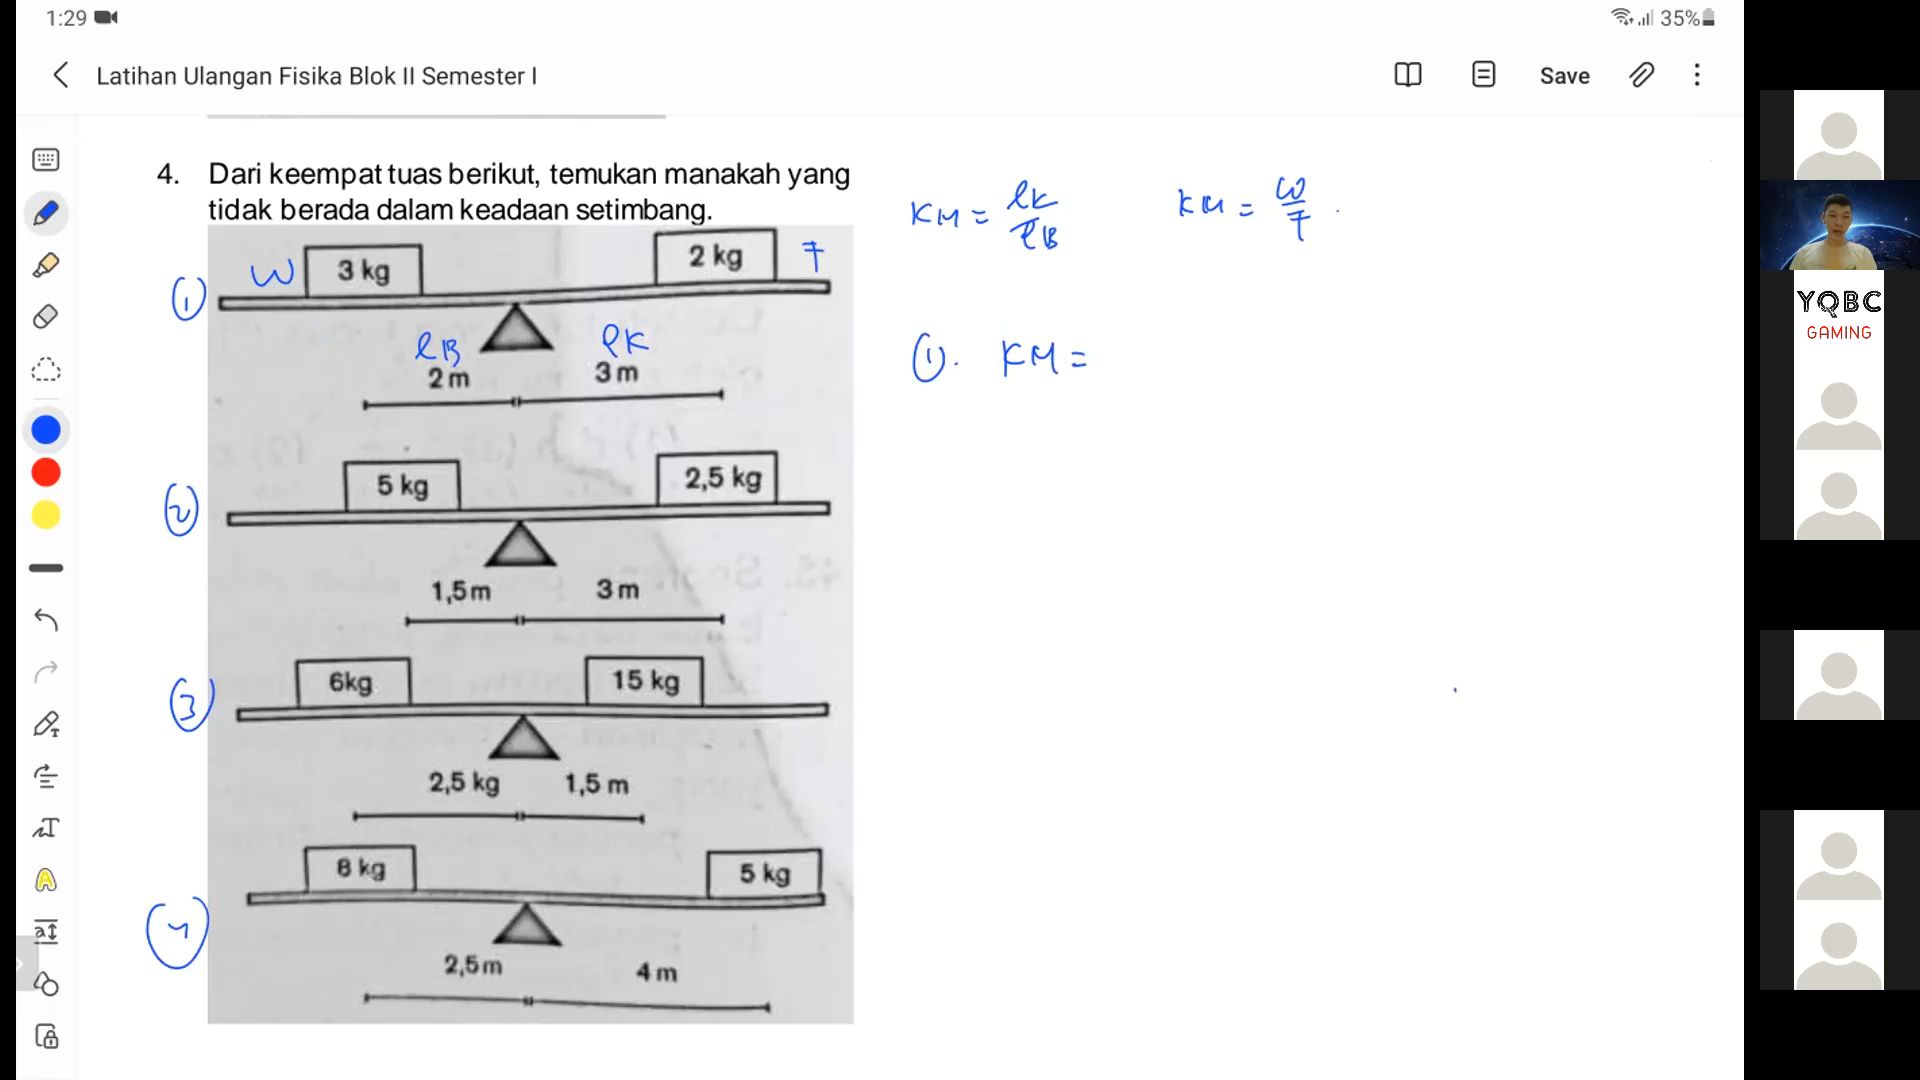 1:29
35%
Latihan Ulangan Fisika Blok II Semester I
Save
4. Dari keempat tuas berikut, temukan manakah yang
tidak berada dalam keadaan setimbang.
KM = lK/lB
KM = W/F
(1) W 3 kg 2 kg F
lB lK
2 m 3 m
(1). KM =
(2) 5 kg 2,5 kg
1,5 m 3 m
(3) 6kg 15 kg
2,5 kg 1,5 m
(4) 8 kg 5 kg
2,5 m 4 m
YQBC
GAMING